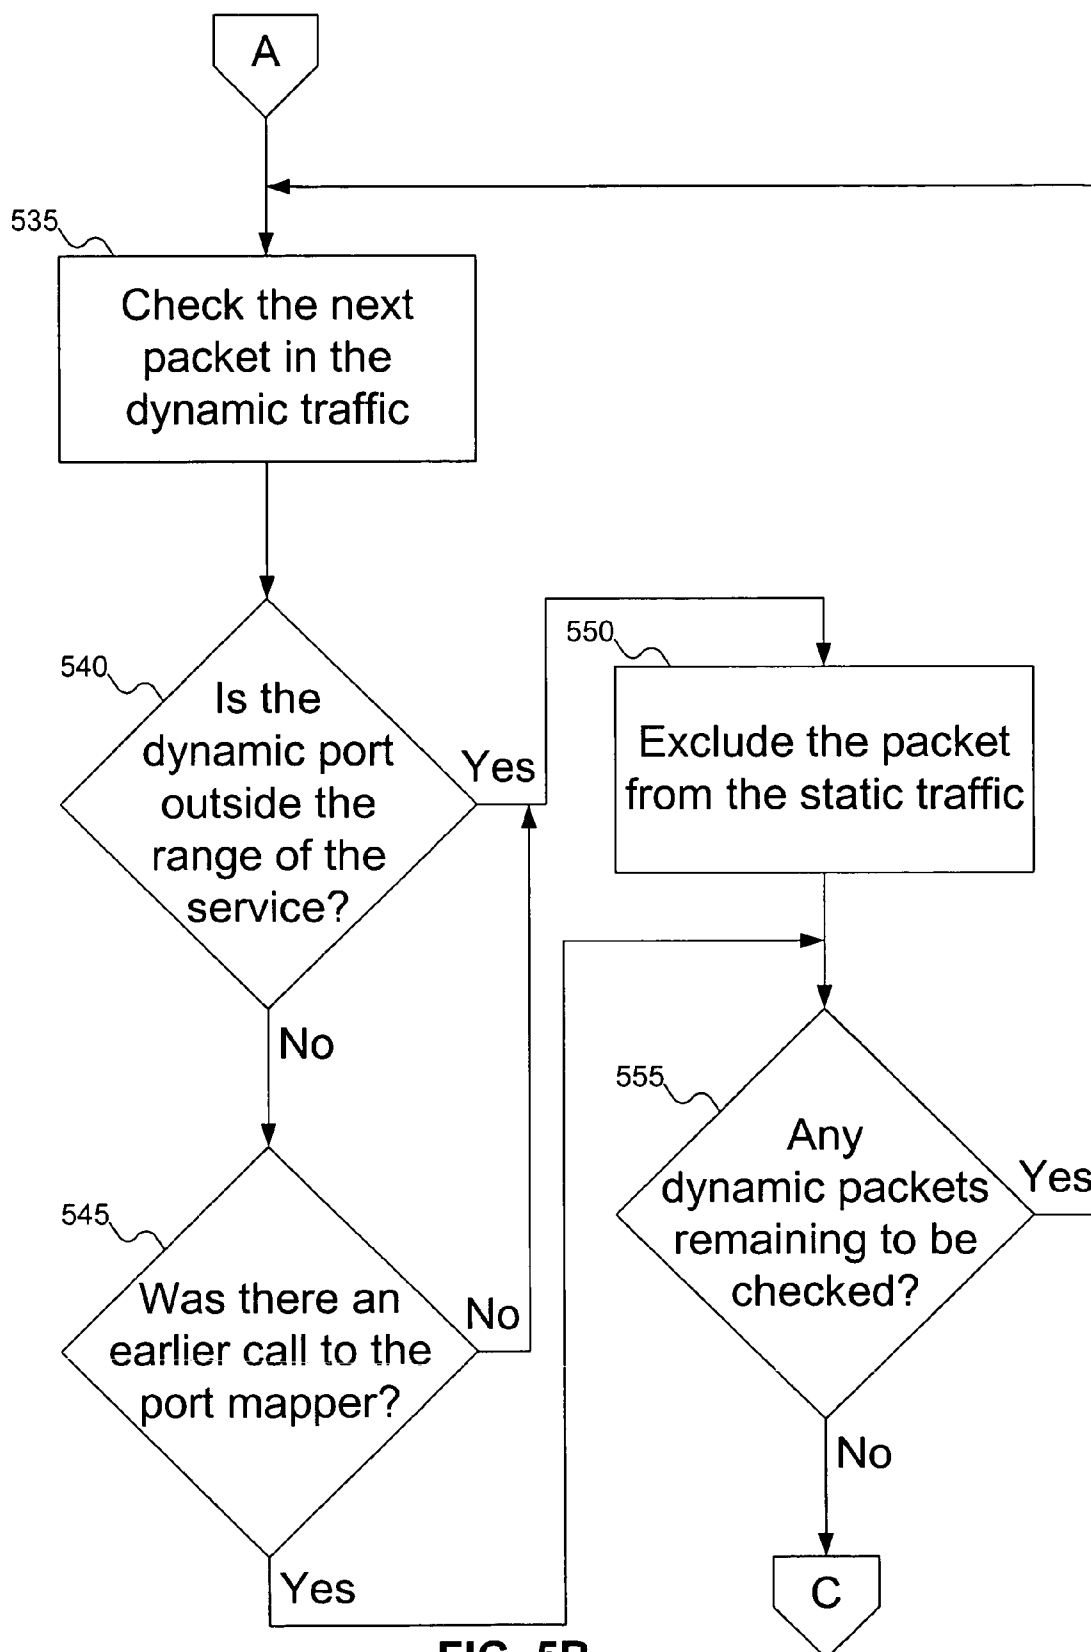 A
535
Check the next
packet in the
dynamic traffic
540
Is the
dynamic port
outside the
range of the
service?
Yes
No
550
Exclude the packet
from the static traffic
545
Was there an
earlier call to the
port mapper?
No
Yes
555
Any
dynamic packets
remaining to be
checked?
Yes
No
C
FIG. 5B